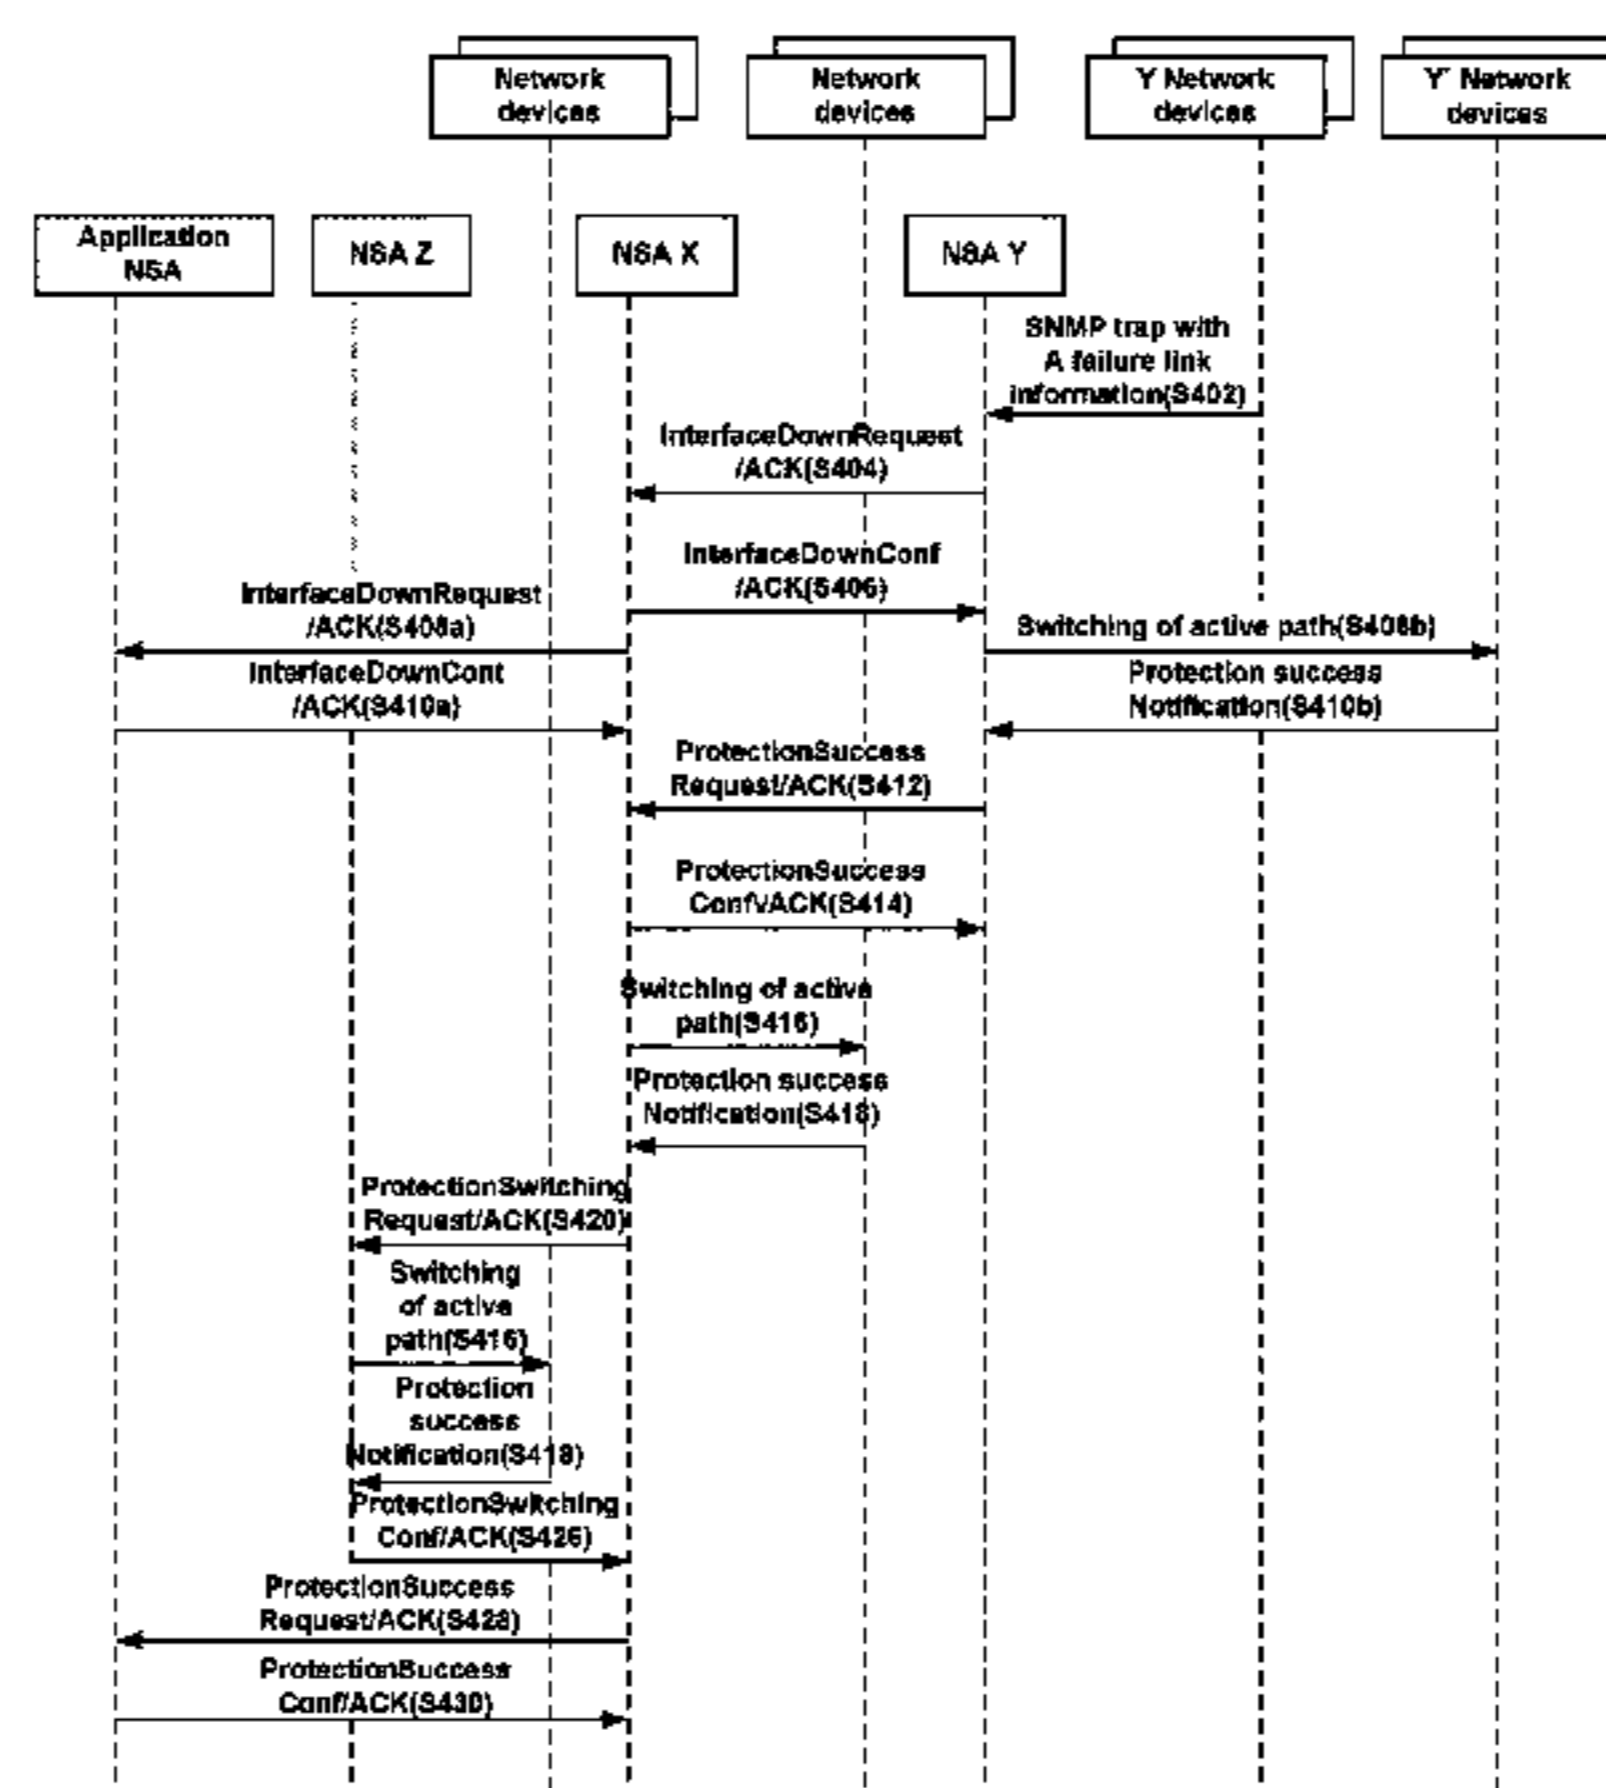 Network
devices
Network
devices
Y Network
devices
Y' Network
devices
Application
NSA
NSA Z
NSA X
NSA Y
SNMP trap with
A failure link
information(S402)
InterfaceDownRequest
/ACK(S404)
InterfaceDownConf
/ACK(S406)
InterfaceDownRequest
/ACK(S408a)
Switching of active path(S408b)
InterfaceDownCont
/ACK(S410a)
Protection success
Notification(S410b)
ProtectionSuccess
Request/ACK(S412)
ProtectionSuccess
Conf/ACK(S414)
Switching of active
path(S416)
Protection success
Notification(S418)
ProtectionSwitching
Request/ACK(S420)
Switching
of active
path(S416)
Protection
success
Notification(S418)
ProtectionSwitching
Conf/ACK(S426)
ProtectionSuccess
Request/ACK(S428)
ProtectionSuccess
Conf/ACK(S430)